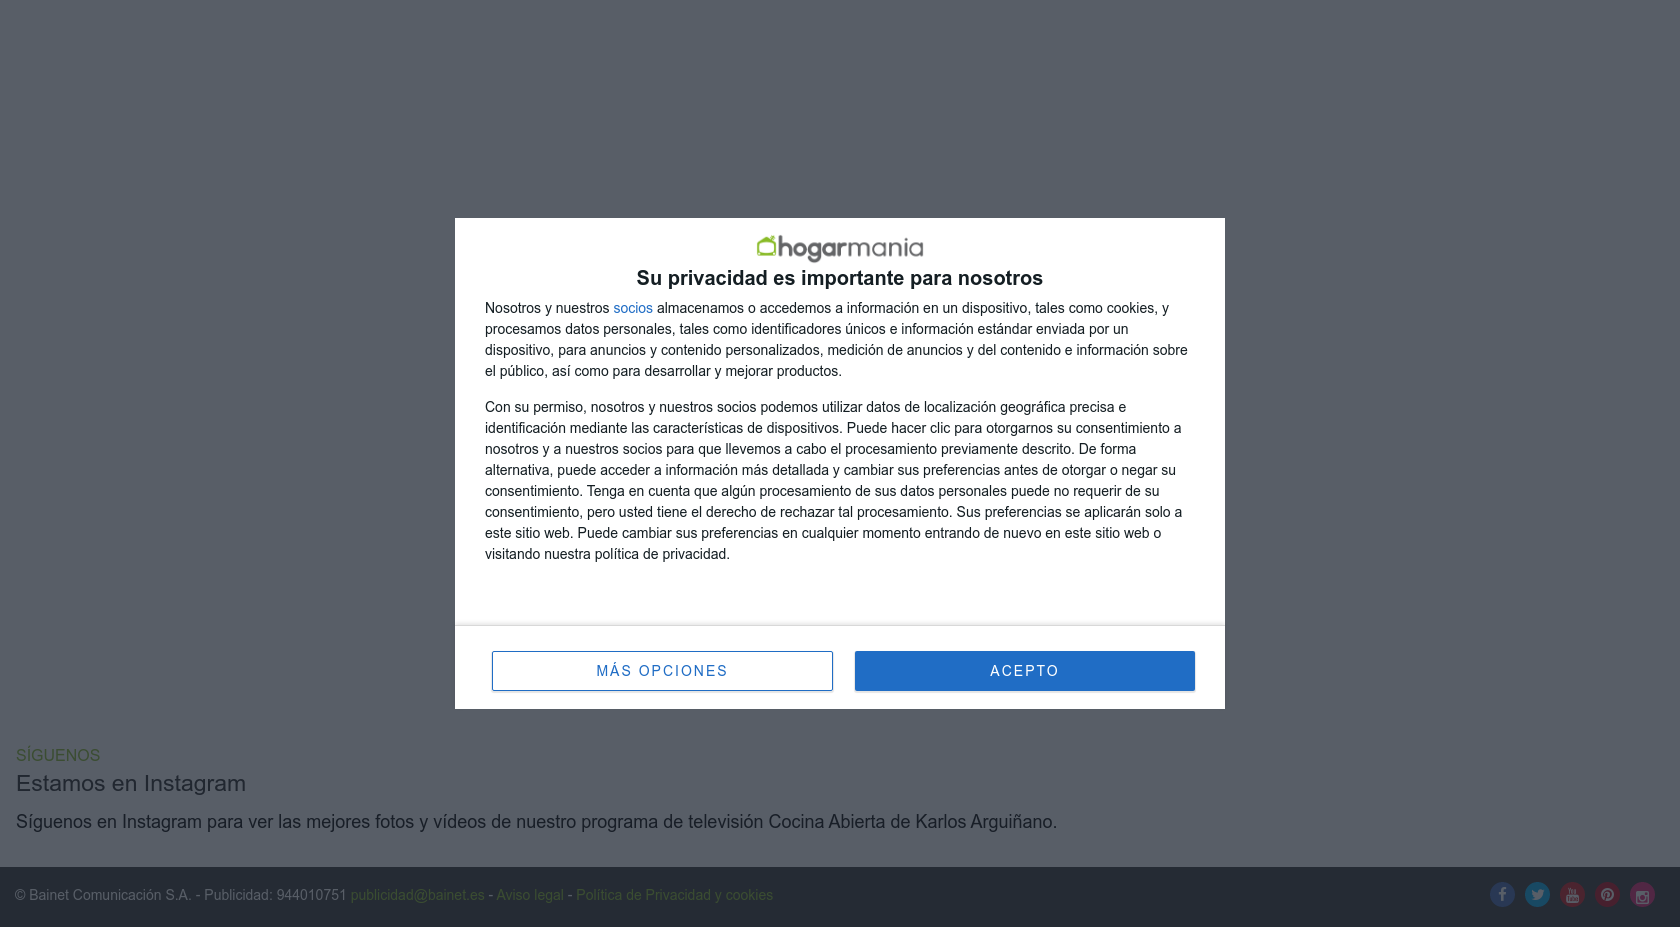 hogarmania
Su privacidad es importante para nosotros
Nosotros y nuestros socios almacenamos o accedemos a información en un dispositivo, tales como cookies, y
procesamos datos personales, tales como identificadores únicos e información estándar enviada por un
dispositivo, para anuncios y contenido personalizados, medición de anuncios y del contenido e información sobre
el público, así como para desarrollar y mejorar productos.
Con su permiso, nosotros y nuestros socios podemos utilizar datos de localización geográfica precisa e
identificación mediante las características de dispositivos. Puede hacer clic para otorgarnos su consentimiento a
nosotros y a nuestros socios para que llevemos a cabo el procesamiento previamente descrito. De forma
alternativa, puede acceder a información más detallada y cambiar sus preferencias antes de otorgar o negar su
consentimiento. Tenga en cuenta que algún procesamiento de sus datos personales puede no requerir de su
consentimiento, pero usted tiene el derecho de rechazar tal procesamiento. Sus preferencias se aplicarán solo a
este sitio web. Puede cambiar sus preferencias en cualquier momento entrando de nuevo en este sitio web o
visitando nuestra política de privacidad.
MÁS OPCIONES
ACEPTO
SÍGUENOS
Estamos en Instagram
Síguenos en Instagram para ver las mejores fotos y vídeos de nuestro programa de televisión Cocina Abierta de Karlos Arguiñano.
© Bainet Comunicación S.A. - Publicidad: 944010751 publicidad@bainet.es - Aviso legal - Política de Privacidad y cookies
You Tube